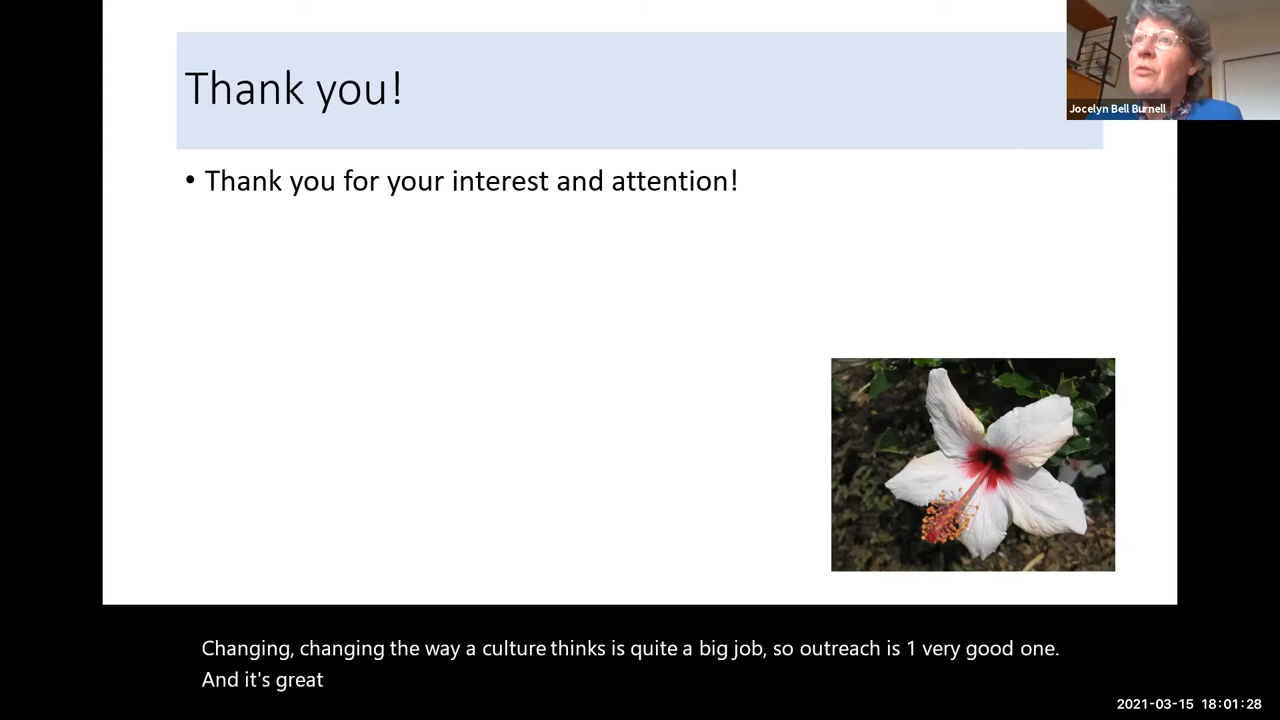 Thank you!
Jocelyn Bell Burnell
• Thank you for your interest and attention!
Changing, changing the way a culture thinks is quite a big job, so outreach is 1 very good one.
And it's great
2021-03-15 18:01:28